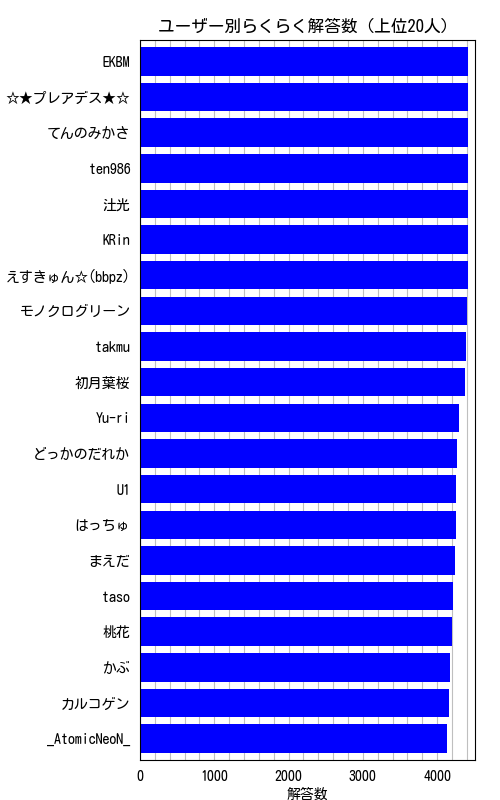 ユーザー別らくらく解答数（上位20人）
EKBM
☆★プレアデス★☆
てんのみかさ
ten986
汢光
KRin
えすきゅん☆(bbpz)
モノクログリーン
takmu
初月葉桜
Yu-ri
どっかのだれか
U1
はっちゅ
まえだ
taso
桃花
かぶ
カルコゲン
_AtomicNeoN_
0 1000 2000 3000 4000
解答数